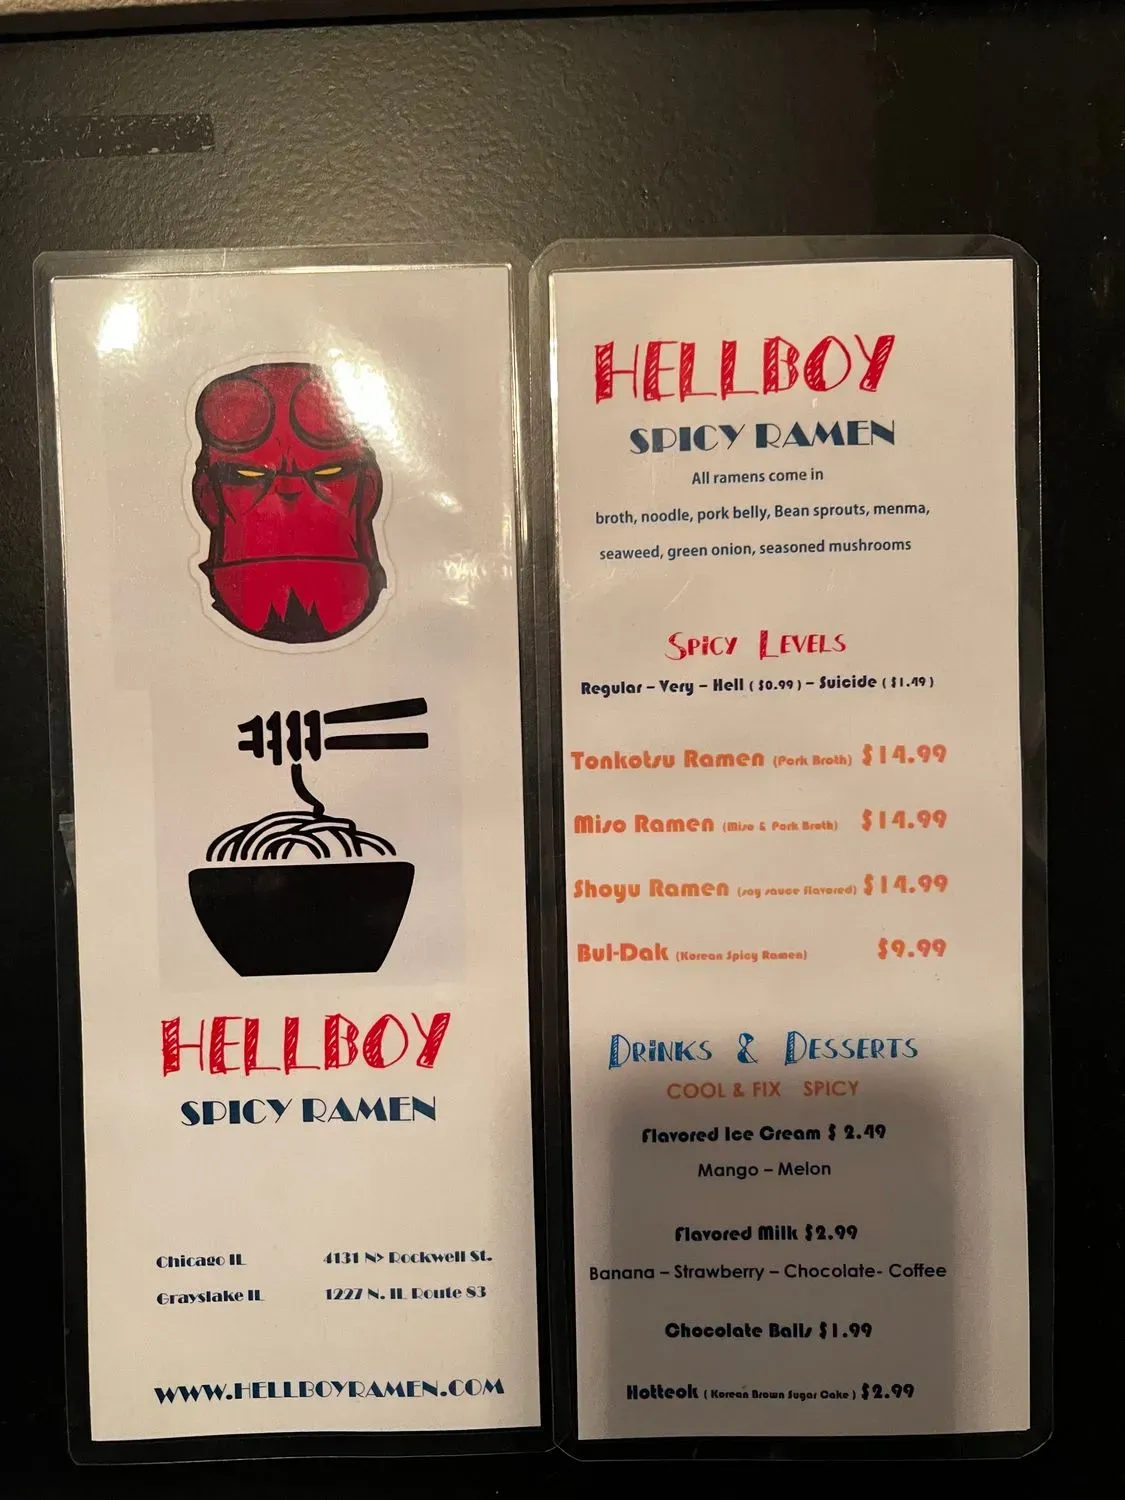 HELLBOY
SPICY RAMEN
Chicago IL 4131 N> Rockwell St.
Grayslake IL 1227 N. IL Route 83
WWW.HELLBOYRAMEN.COM
HELLBOY
SPICY RAMEN
All ramens come in
broth, noodle, pork belly, Bean sprouts, menma,
seaweed, green onion, seasoned mushrooms
SPiCY LEVELS
Regular – Very – Hell ( $0.99 ) – Suicide ( $1.49 )
Tonkotsu Ramen (Pork Broth) $14.99
Miso Ramen (Miso & Pork Broth) $14.99
Shoyu Ramen (soy sauce flavored) $14.99
Bul-Dak (Korean Spicy Ramen) $9.99
DRiNKS & DESSERTS
COOL & FIX SPICY
Flavored Ice Cream $ 2.49
Mango – Melon
Flavored Milk $2.99
Banana – Strawberry – Chocolate- Coffee
Chocolate Balls $1.99
Hotteok ( Korean Brown Sugar Cake ) $2.99